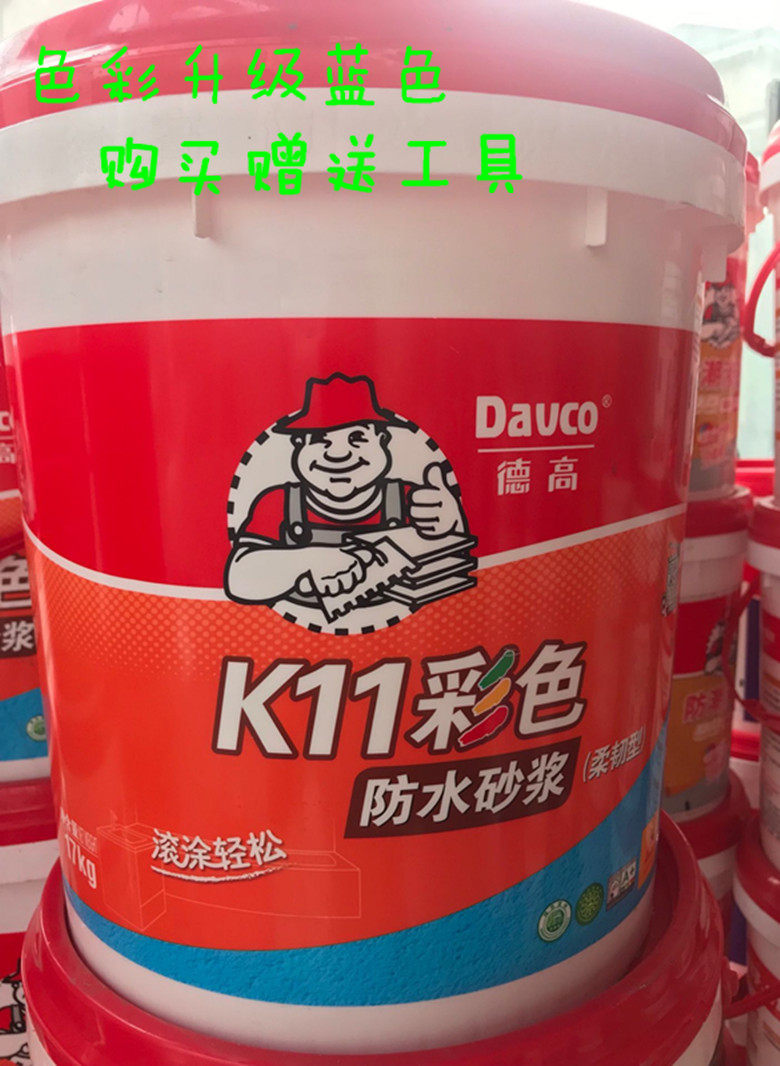 色彩升级蓝色
购买赠送工具
Davco®
德高
K11彩色
防水砂浆
(柔韧型)
滚涂轻松
17kg